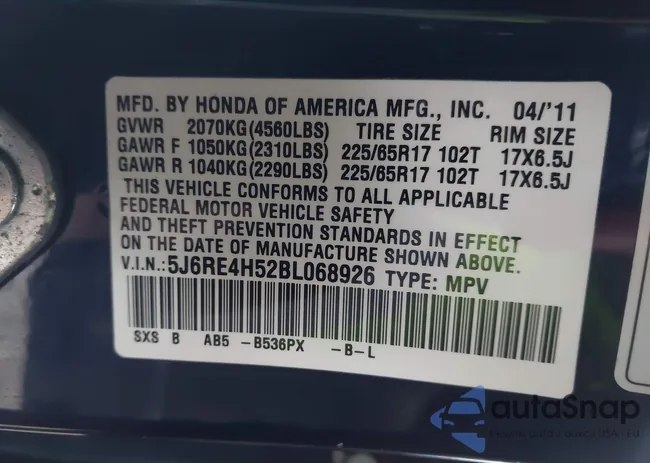 MFD. BY HONDA OF AMERICA MFG., INC. 04/'11
GVWR 2070KG(4560LBS) TIRE SIZE RIM SIZE
GAWR F 1050KG(2310LBS) 225/65R17 102T 17X6.5J
GAWR R 1040KG(2290LBS) 225/65R17 102T 17X6.5J
THIS VEHICLE CONFORMS TO ALL APPLICABLE
FEDERAL MOTOR VEHICLE SAFETY
AND THEFT PREVENTION STANDARDS IN EFFECT
ON THE DATE OF MANUFACTURE SHOWN ABOVE.
V.I.N.:5J6RE4H52BL068926 TYPE: MPV
SXS B AB5 -B536PX -B-L
autoSnap